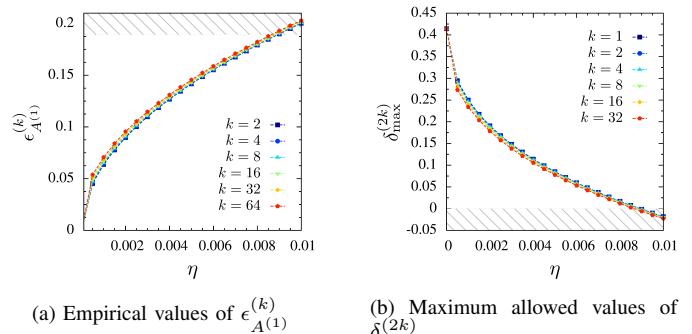 0.2
0.15
0.1
0.05
0
ϵ_{A^{(1)}}^{(k)}
k = 2
k = 4
k = 8
k = 16
k = 32
k = 64
0.002 0.004 0.006 0.008 0.01
η
(a) Empirical values of ϵ_{A^{(1)}}^{(k)}
0.45
0.4
0.35
0.3
0.25
0.2
0.15
0.1
0.05
0
-0.05
δ_{max}^{(2k)}
k = 1
k = 2
k = 4
k = 8
k = 16
k = 32
0 0.002 0.004 0.006 0.008 0.01
η
(b) Maximum allowed values of
δ^{(2k)}